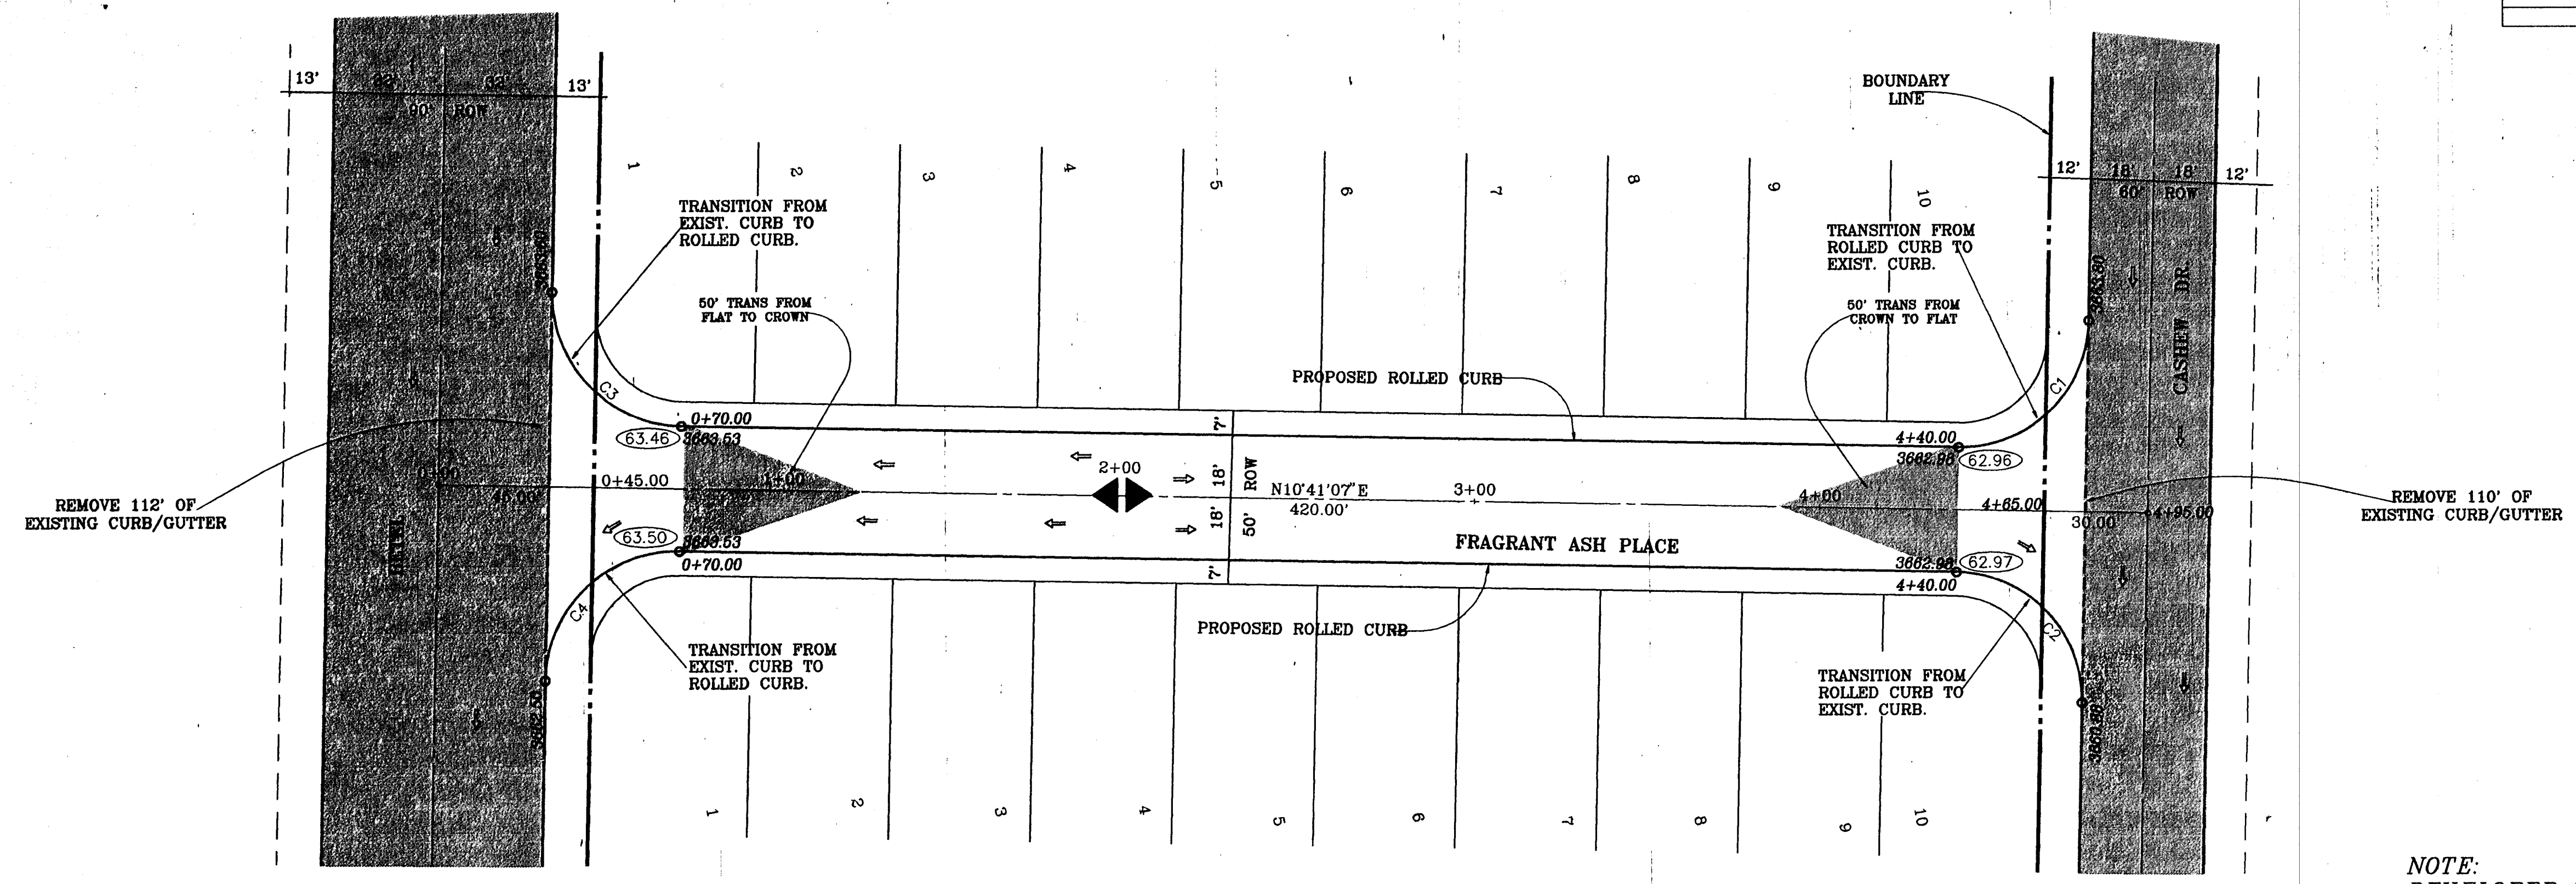 13'
32'
32'
13'
90' ROW
BOUNDARY
LINE
12'
18'
18'
12'
60' ROW
1
2
3
4
5
6
7
8
9
10
TRANSITION FROM
EXIST. CURB TO
ROLLED CURB.
TRANSITION FROM
ROLLED CURB TO
EXIST. CURB.
50' TRANS FROM
FLAT TO CROWN
50' TRANS FROM
CROWN TO FLAT
3663.80
CASHEW DR.
C3
C1
PROPOSED ROLLED CURB
0+70.00
63.46
3663.53
7'
4+40.00
3662.98
62.96
0+00
45.00'
0+45.00
1+00
2+00
18'
18'
ROW
50'
N10°41'07"E
420.00'
3+00
4+00
4+65.00
30.00'
4+95.00
REMOVE 112' OF
EXISTING CURB/GUTTER
REMOVE 110' OF
EXISTING CURB/GUTTER
63.50
3663.53
0+70.00
FRAGRANT ASH PLACE
7'
3662.98
62.97
4+40.00
C4
C2
PROPOSED ROLLED CURB
TRANSITION FROM
EXIST. CURB TO
ROLLED CURB.
TRANSITION FROM
ROLLED CURB TO
EXIST. CURB.
1
2
3
4
5
6
7
8
9
10
NOTE: